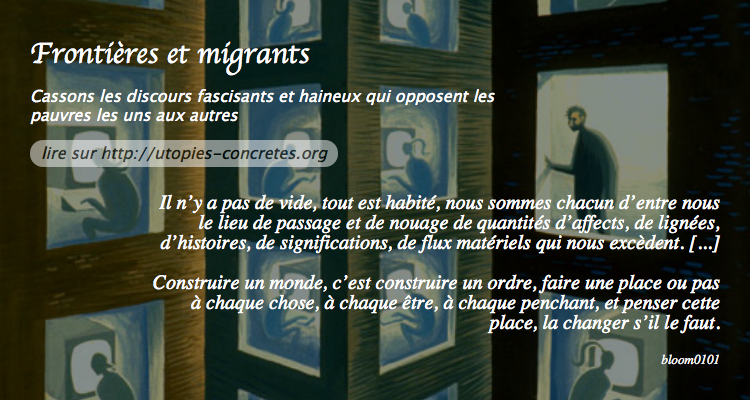 Frontières et migrants
Cassons les discours fascisants et haineux qui opposent les
pauvres les uns aux autres
lire sur http://utopies-concretes.org
Il n’y a pas de vide, tout est habité, nous sommes chacun d’entre nous
le lieu de passage et de nouage de quantités d’affects, de lignées,
d’histoires, de significations, de flux matériels qui nous excèdent. [...]
Construire un monde, c’est construire un ordre, faire une place ou pas
à chaque chose, à chaque être, à chaque penchant, et penser cette
place, la changer s’il le faut.
bloom0101